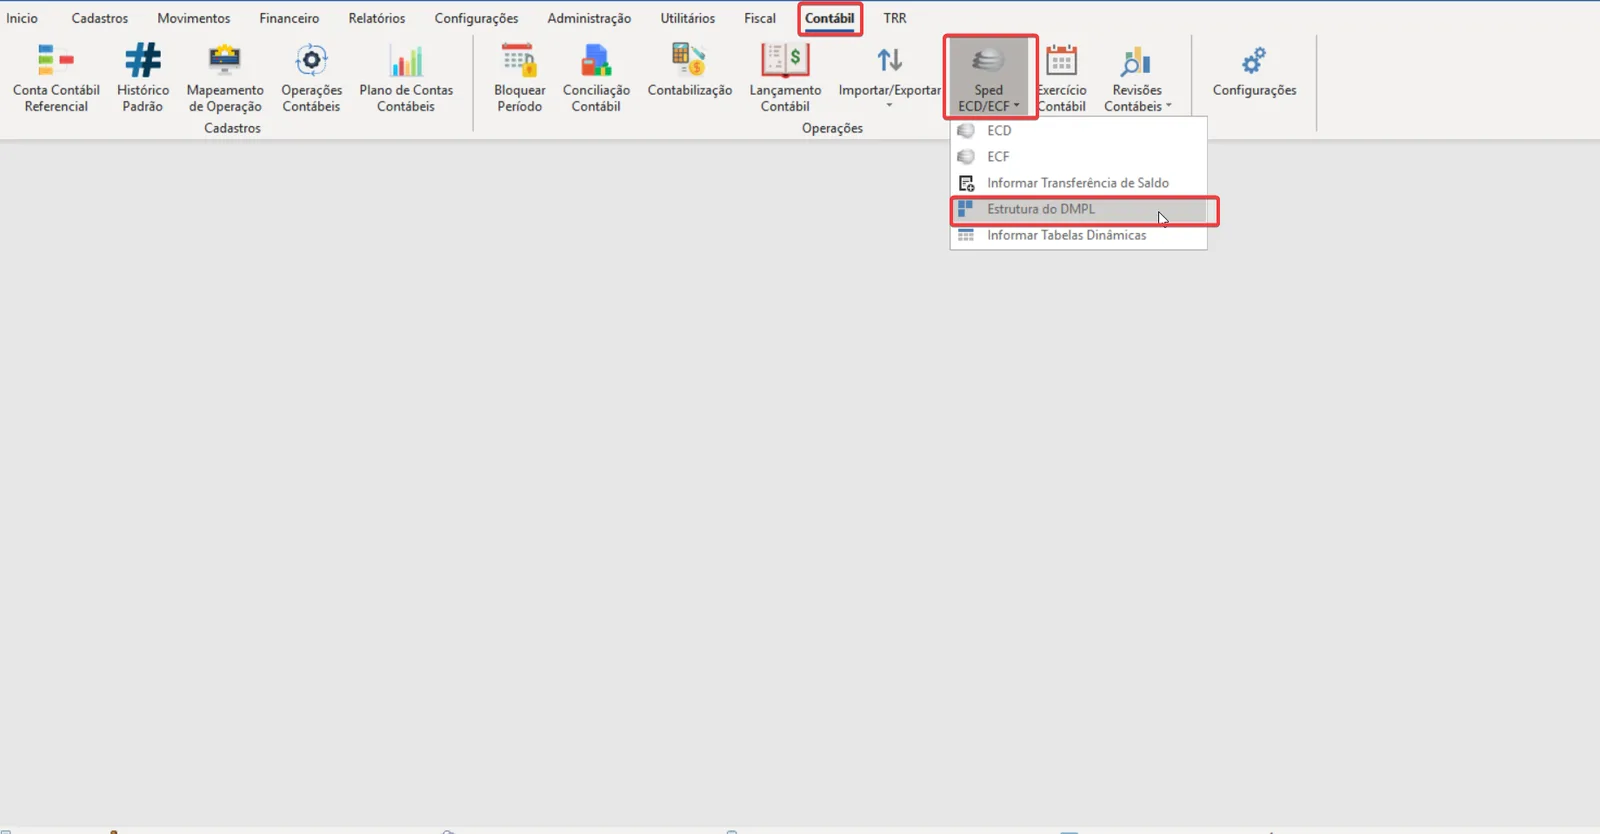 Inicio Cadastros Movimentos Financeiro Relatórios Configurações Administração Utilitários Fiscal Contábil TRR
Conta Contábil
Referencial
Histórico
Padrão
Mapeamento
de Operação
Operações
Contábeis
Plano de Contas
Contábeis
Cadastros
Bloquear
Período
Conciliação
Contábil
Contabilização
Lançamento
Contábil
Importar/Exportar
Sped
ECD/ECF
Exercício
Contábil
Revisões
Contábeis
Operações
Configurações
ECD
ECF
Informar Transferência de Saldo
Estrutura do DMPL
Informar Tabelas Dinâmicas